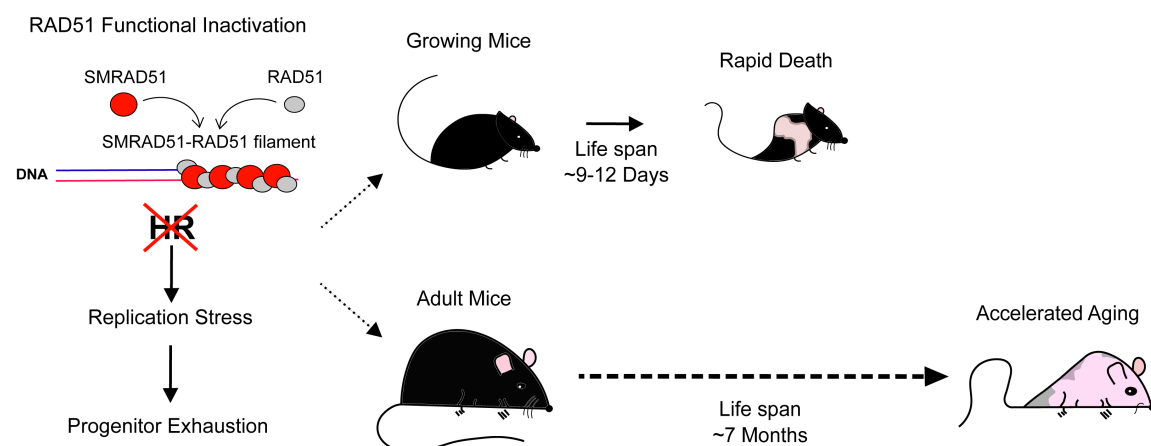 RAD51 Functional Inactivation
SMRAD51
RAD51
SMRAD51-RAD51 filament
DNA
HR
Replication Stress
Progenitor Exhaustion
Growing Mice
Life span
~9-12 Days
Rapid Death
Adult Mice
Life span
~7 Months
Accelerated Aging